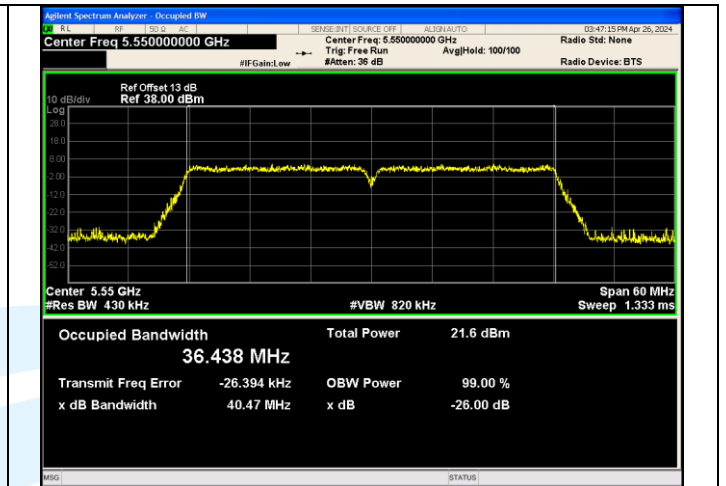 Agilent Spectrum Analyzer - Occupied BW
RL RF 50 Ω AC SENSE:INT SOURCE OFF ALIGNAUTO 03:47:15 PM Apr 26, 2024
Center Freq 5.550000000 GHz Center Freq: 5.550000000 GHz Radio Std: None
Trig: Free Run Avg|Hold: 100/100
#IFGain:Low #Atten: 36 dB Radio Device: BTS
Ref Offset 13 dB
10 dB/div Ref 38.00 dBm
Log
28.0
18.0
8.00
-2.00
-12.0
-22.0
-32.0
-42.0
-52.0
Center 5.55 GHz Span 60 MHz
#Res BW 430 kHz #VBW 820 kHz Sweep 1.333 ms
Occupied Bandwidth Total Power 21.6 dBm
36.438 MHz
Transmit Freq Error -26.394 kHz OBW Power 99.00 %
x dB Bandwidth 40.47 MHz x dB -26.00 dB
MSG STATUS